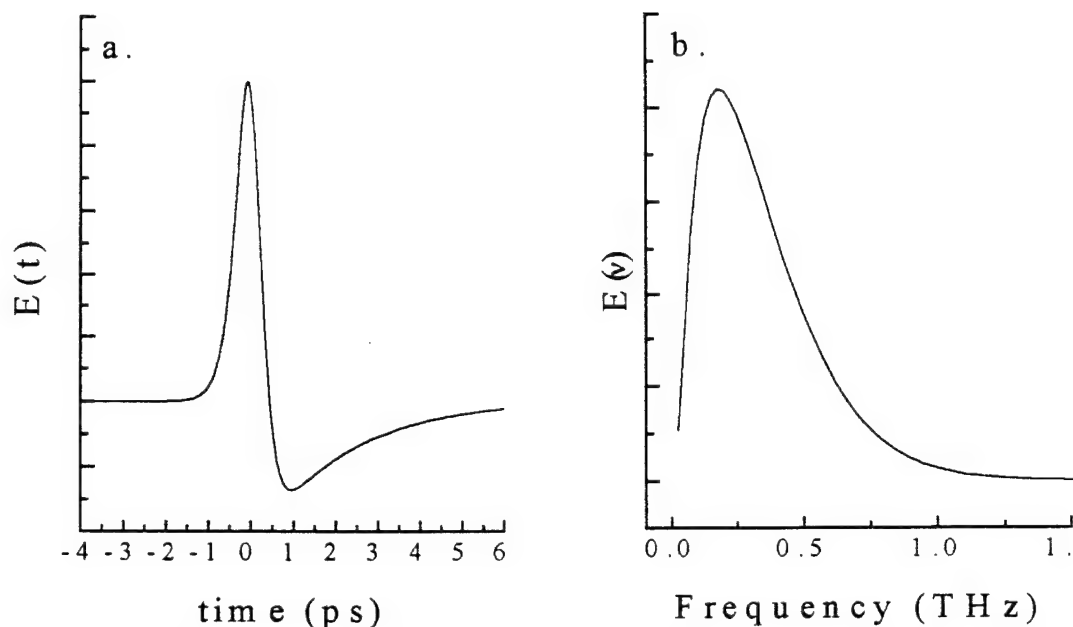 a.
E(t)
-4 -3 -2 -1 0 1 2 3 4 5 6
time (ps)
b.
E(ν)
0.0 0.5 1.0 1.
Frequency (THz)